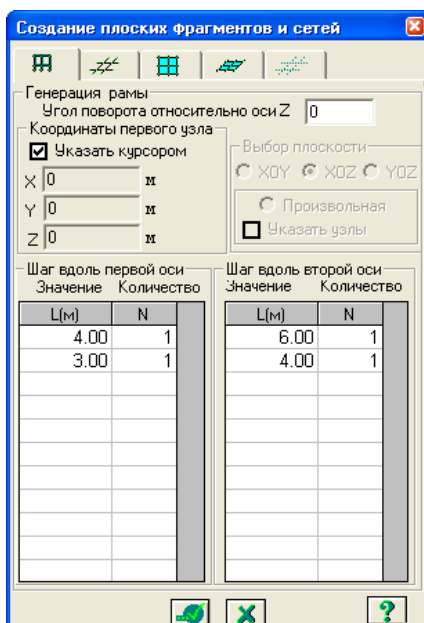 Создание плоских фрагментов и сетей
Генерация рамы
Угол поворота относительно оси Z 0
Координаты первого узла
Указать курсором
X 0 м
Y 0 м
Z 0 м
Выбор плоскости
XOY XOZ YOZ
Произвольная
Указать узлы
Шаг вдоль первой оси
Значение Количество
L(м) N
4.00 1
3.00 1
Шаг вдоль второй оси
Значение Количество
L(м) N
6.00 1
4.00 1
?